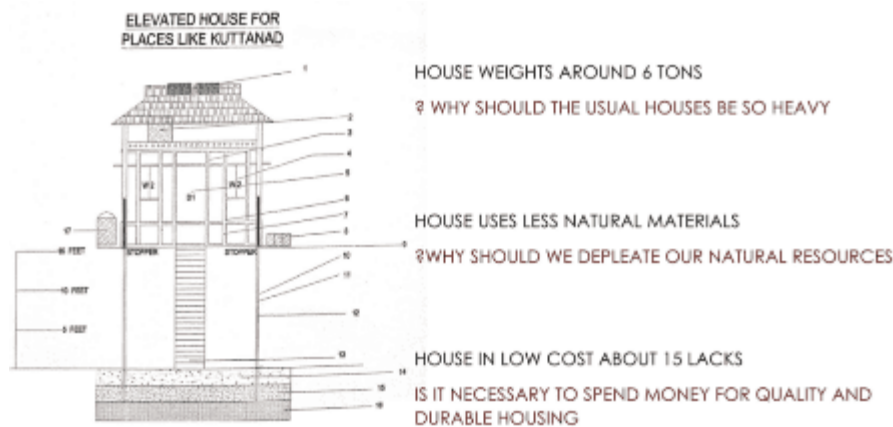 ELEVATED HOUSE FOR
PLACES LIKE KUTTANAD
1
2
3
4
5
6
7
8
9
10
11
12
13
14
15
16
17
W2
D1
W2
STOPPER
STOPPER
10 FEET
5 FEET
HOUSE WEIGHTS AROUND 6 TONS
? WHY SHOULD THE USUAL HOUSES BE SO HEAVY
HOUSE USES LESS NATURAL MATERIALS
?WHY SHOULD WE DEPLEATE OUR NATURAL RESOURCES
HOUSE IN LOW COST ABOUT 15 LACKS
IS IT NECESSARY TO SPEND MONEY FOR QUALITY AND
DURABLE HOUSING